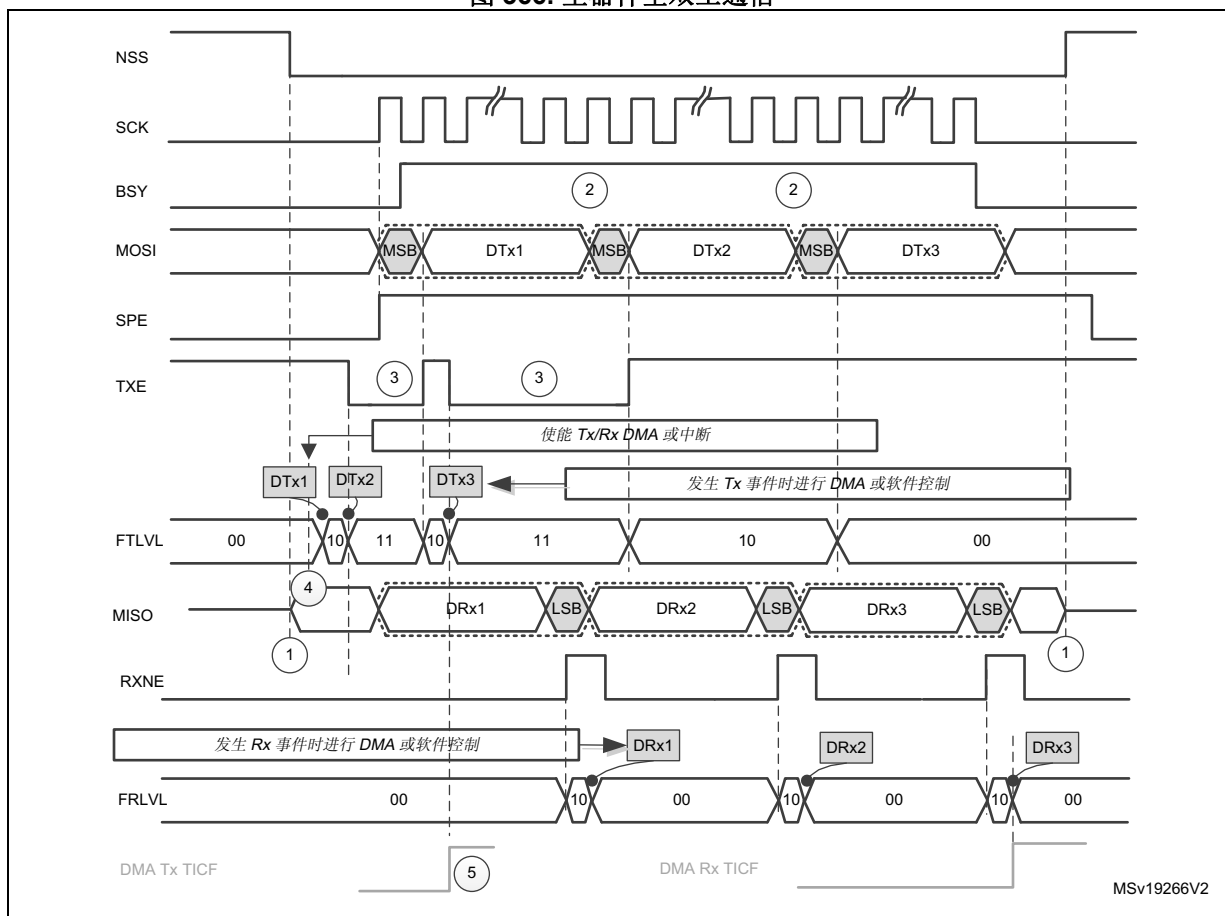 NSS
SCK
BSY
2 2
MOSI
MSB DTx1 MSB DTx2 MSB DTx3
SPE
TXE
3 3
使能 Tx/Rx DMA 或中断
DTx1 DTx2 DTx3
发生 Tx 事件时进行 DMA 或软件控制
FTLVL 00 10 11 10 11 10 00
4
MISO DRx1 LSB DRx2 LSB DRx3 LSB
1 1
RXNE
发生 Rx 事件时进行 DMA 或软件控制
DRx1 DRx2 DRx3
FRLVL 00 10 00 10 00 10 00
DMA Tx TICF 5 DMA Rx TICF
MSv19266V2